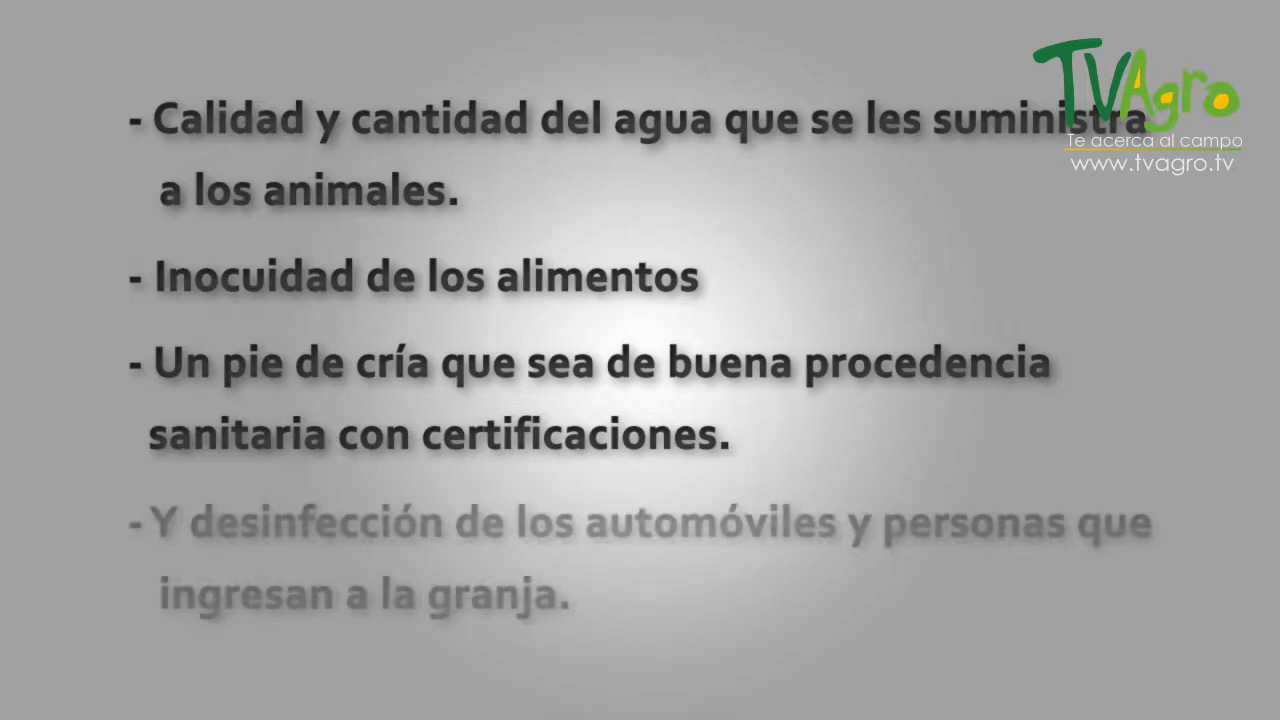 - Calidad y cantidad del agua que se les suministra
a los animales.
- Inocuidad de los alimentos
- Un pie de cría que sea de buena procedencia
sanitaria con certificaciones.
- Y desinfección de los automóviles y personas que
ingresan a la granja.
TVAgro
Te acerca al campo
www.tvagro.tv